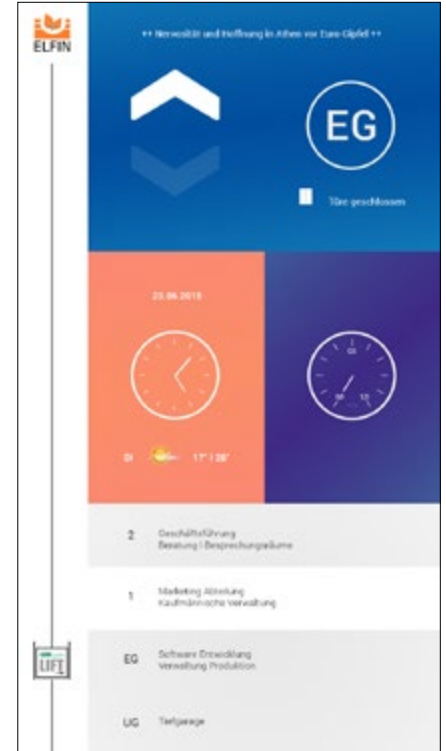 ELFIN
++ Nervosität und Hoffnung in Athen vor Euro-Gipfel ++
EG
Türe geschlossen
23.06.2015
DI 17° | 28°
2 Geschäftsführung
Beratung | Besprechungsräume
1 Marketing Abteilung
Kaufmännische Verwaltung
LIFT
EG Software Entwicklung
Verwaltung Produktion
UG Tiefgarage